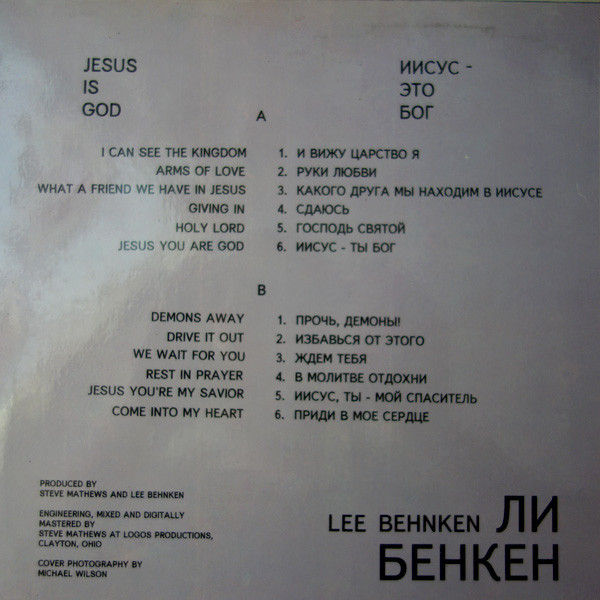 JESUS
IS
GOD
ИИСУС -
ЭТО
БОГ
A
I CAN SEE THE KINGDOM 1. И ВИЖУ ЦАРСТВО Я
ARMS OF LOVE 2. РУКИ ЛЮБВИ
WHAT A FRIEND WE HAVE IN JESUS 3. КАКОГО ДРУГА МЫ НАХОДИМ В ИИСУСЕ
GIVING IN 4. СДАЮСЬ
HOLY LORD 5. ГОСПОДЬ СВЯТОЙ
JESUS YOU ARE GOD 6. ИИСУС - ТЫ БОГ
B
DEMONS AWAY 1. ПРОЧЬ, ДЕМОНЫ!
DRIVE IT OUT 2. ИЗБАВЬСЯ ОТ ЭТОГО
WE WAIT FOR YOU 3. ЖДЕМ ТЕБЯ
REST IN PRAYER 4. В МОЛИТВЕ ОТДОХНИ
JESUS YOU'RE MY SAVIOR 5. ИИСУС, ТЫ - МОЙ СПАСИТЕЛЬ
COME INTO MY HEART 6. ПРИДИ В МОЕ СЕРДЦЕ
PRODUCED BY
STEVE MATHEWS AND LEE BEHNKEN
ENGINEERING, MIXED AND DIGITALLY
MASTERED BY
STEVE MATHEWS AT LOGOS PRODUCTIONS,
CLAYTON, OHIO
COVER PHOTOGRAPHY BY
MICHAEL WILSON
LEE BEHNKEN ЛИ
БЕНКЕН